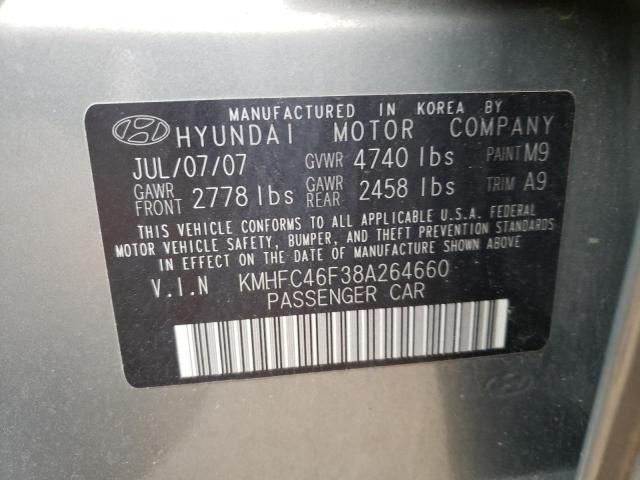 MANUFACTURED IN KOREA BY
HYUNDAI MOTOR COMPANY
JUL/07/07 GVWR 4740 lbs PAINT M9
GAWR FRONT 2778 lbs GAWR REAR 2458 lbs TRIM A9
THIS VEHICLE CONFORMS TO ALL APPLICABLE U.S.A. FEDERAL
MOTOR VEHICLE SAFETY, BUMPER, AND THEFT PREVENTION STANDARDS
IN EFFECT ON THE DATE OF MANUFACTURE SHOWN ABOVE
V.I.N KMHFC46F38A264660
PASSENGER CAR